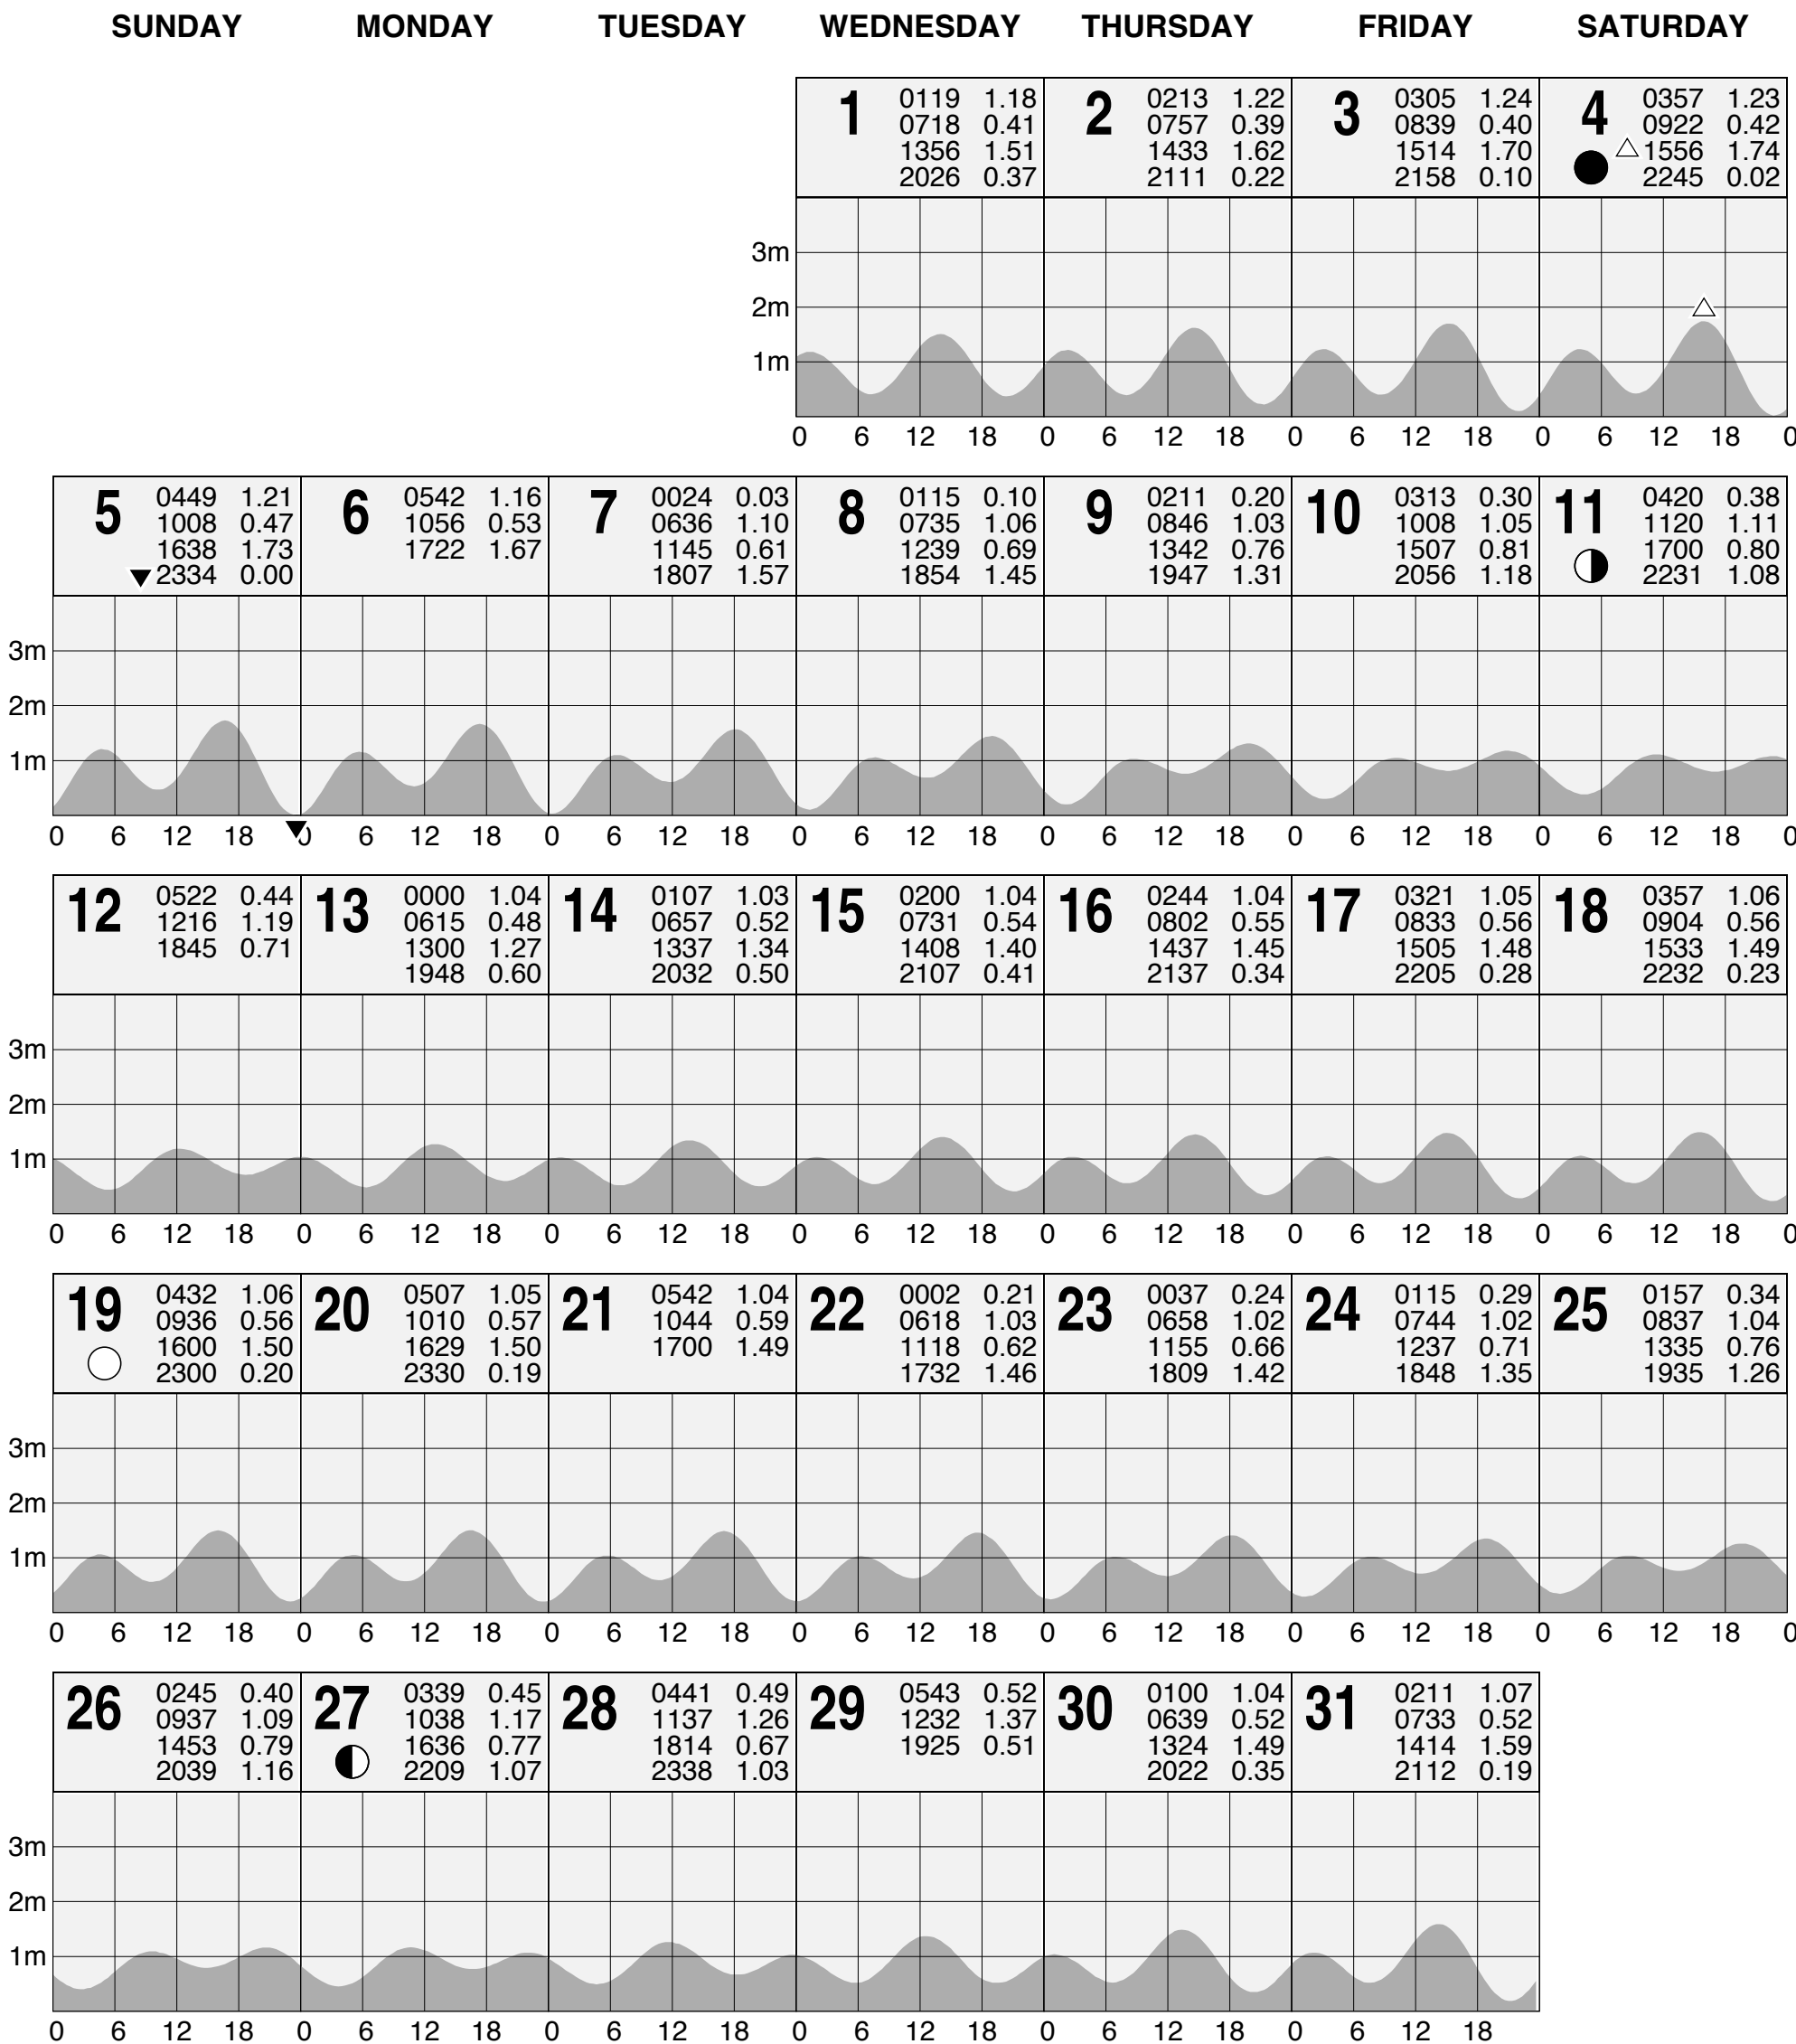 SUNDAY MONDAY TUESDAY WEDNESDAY THURSDAY FRIDAY SATURDAY
1 0119 1.18 2 0213 1.22 3 0305 1.24 4 0357 1.23
0718 0.41 0757 0.39 0839 0.40 0922 0.42
1356 1.51 1433 1.62 1514 1.70 1556 1.74
2026 0.37 2111 0.22 2158 0.10 2245 0.02
3m
2m
1m
0 6 12 18 0 6 12 18 0 6 12 18 0 6 12 18 0
5 0449 1.21 6 0542 1.16 7 0024 0.03 8 0115 0.10 9 0211 0.20 10 0313 0.30 11 0420 0.38
1008 0.47 1056 0.53 0636 1.10 0735 1.06 0846 1.03 1008 1.05 1120 1.11
1638 1.73 1722 1.67 1145 0.61 1239 0.69 1342 0.76 1507 0.81 1700 0.80
2334 0.00 1807 1.57 1854 1.45 1947 1.31 2056 1.18 2231 1.08
3m
2m
1m
0 6 12 18 0 6 12 18 0 6 12 18 0 6 12 18 0 6 12 18 0 6 12 18 0 6 12 18 0
12 0522 0.44 13 0000 1.04 14 0107 1.03 15 0200 1.04 16 0244 1.04 17 0321 1.05 18 0357 1.06
1216 1.19 0615 0.48 0657 0.52 0731 0.54 0802 0.55 0833 0.56 0904 0.56
1845 0.71 1300 1.27 1337 1.34 1408 1.40 1437 1.45 1505 1.48 1533 1.49
1948 0.60 2032 0.50 2107 0.41 2137 0.34 2205 0.28 2232 0.23
3m
2m
1m
0 6 12 18 0 6 12 18 0 6 12 18 0 6 12 18 0 6 12 18 0 6 12 18 0 6 12 18 0
19 0432 1.06 20 0507 1.05 21 0542 1.04 22 0002 0.21 23 0037 0.24 24 0115 0.29 25 0157 0.34
0936 0.56 1010 0.57 1044 0.59 0618 1.03 0658 1.02 0744 1.02 0837 1.04
1600 1.50 1629 1.50 1700 1.49 1118 0.62 1155 0.66 1237 0.71 1335 0.76
2300 0.20 2330 0.19 1732 1.46 1809 1.42 1848 1.35 1935 1.26
3m
2m
1m
0 6 12 18 0 6 12 18 0 6 12 18 0 6 12 18 0 6 12 18 0 6 12 18 0 6 12 18 0
26 0245 0.40 27 0339 0.45 28 0441 0.49 29 0543 0.52 30 0100 1.04 31 0211 1.07
0937 1.09 1038 1.17 1137 1.26 1232 1.37 0639 0.52 0733 0.52
1453 0.79 1636 0.77 1814 0.67 1925 0.51 1324 1.49 1414 1.59
2039 1.16 2209 1.07 2338 1.03 2022 0.35 2112 0.19
3m
2m
1m
0 6 12 18 0 6 12 18 0 6 12 18 0 6 12 18 0 6 12 18 0 6 12 18